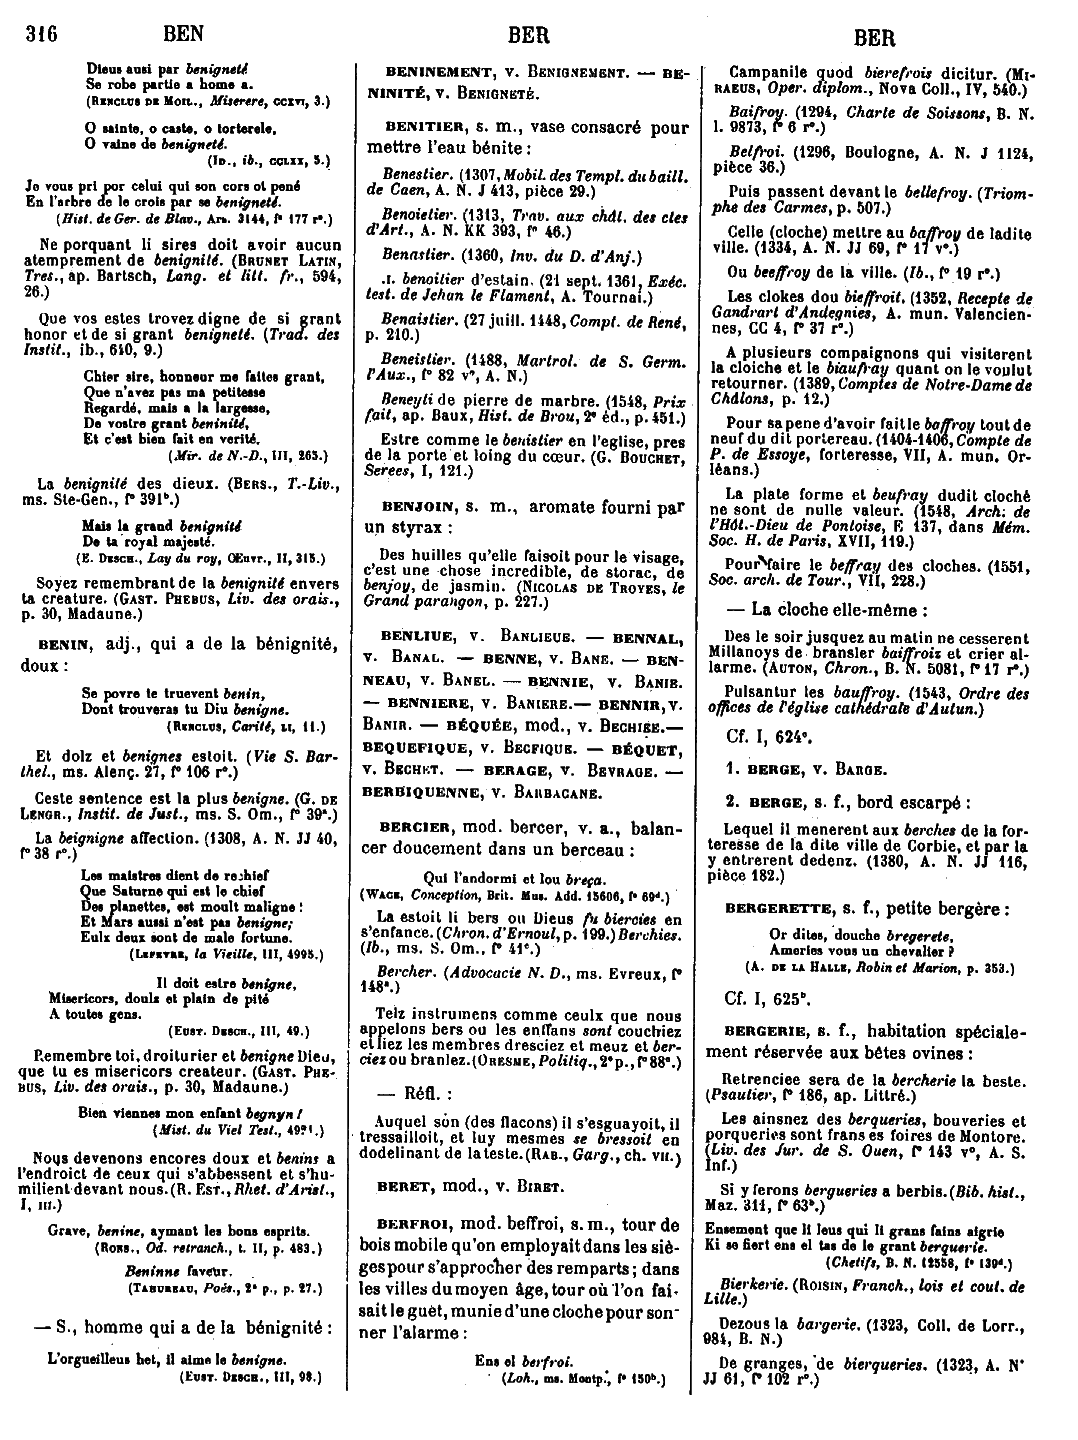 316 BEN BER BER
Dieus ausi par benigneté
Se robe partie a home a.
(Renclus de Moil., Miserere, ccxvi, 3.)
O sainte, o caste, o torterele,
O vaine de benigneté.
(Id., ib., cclxx, 5.)
Je vous pri por celui qui son cors ot pené
En l'arbre de le crois par se benigneté.
(Hist. de Ger. de Blav., Ars. 3144, f° 177 r°.)
Ne porquant li sires doit avoir aucun
atemprement de benignité. (Brunet Latin,
Tres., ap. Bartsch, Lang. et litt. fr., 594,
26.)
Que vos estes trovez digne de si grant
honor et de si grant benigneté. (Trad. des
Instit., ib., 610, 9.)
Chier sire, honneur me faites grant,
Que n'avez pas ma petitesse
Regardé, mais a la largesse,
De vostre grant beninité,
Et c'est bien fait en verité.
(Mir. de N.-D., III, 265.)
La benignité des dieux. (Bers., T.-Liv.,
ms. Ste-Gen., f° 391b.)
Mais la grand benignité
De ta royal majesté.
(E. Desch., Lay du roy, Œuvr., II, 315.)
Soyez remembrant de la benignité envers
ta creature. (Gast. Phebus, Liv. des orais.,
p. 30, Madaune.)
BENIN, adj., qui a de la bénignité,
doux :
Se povre te truevent benin,
Dont trouveras tu Diu benigne.
(Renclus, Carité, li, 11.)
Et dolz et benignes estoit. (Vie S. Bar-
thel., ms. Alenç. 27, f° 106 r°.)
Ceste sentence est la plus benigne. (G. de
Lengr., Instit. de Just., ms. S. Om., f° 39a.)
La beignigne affection. (1308, A. N. JJ 40,
f° 38 r°.)
Les maistres dient de rechief
Que Saturne qui est le chief
Des planettes, est moult maligne !
Et Mars aussi n'est pas benigne;
Eulx deux sont de male fortune.
(Lefevre, la Vieille, III, 4995.)
Il doit estre benigne,
Misericors, doulz et plain de pité
A toutes gens.
(Eust. Desch., III, 49.)
Remembre toi, droiturier et benigne Dieu,
que tu es misericors createur. (Gast. Phe-
bus, Liv. des orais., p. 30, Madaune.)
Bien viennes mon enfant begnyn !
(Mist. du Viel Test., 49?1.)
Nous devenons encores doux et benins a
l'endroict de ceux qui s'abbessent et s'hu-
milient devant nous. (R. Est., Rhet. d'Arist.,
I, iii.)
Grave, benine, aymant les bons esprits.
(Rons., Od. retranch., t. II, p. 483.)
Beninne faveur.
(Tahureau, Poés., 2e p., p. 27.)
— S., homme qui a de la bénignité :
L'orgueilleus het, il aime le benigne.
(Eust. Desch., III, 98.)
BENINEMENT, v. Benignement. — BE-
NINITÉ, v. Benigneté.
BENITIER, s. m., vase consacré pour
mettre l'eau bénite :
Benestier. (1307, Mobil. des Templ. du baill.
de Caen, A. N. J 413, pièce 29.)
Benoietier. (1313, Trav. aux chât. des ctes
d'Art., A. N. KK 393, f° 46.)
Benastier. (1360, Inv. du D. d'Anj.)
.I. benoitier d'estain. (21 sept. 1361, Exéc.
test. de Jehan le Flament, A. Tournai.)
Benaistier. (27 juill. 1448, Compt. de René,
p. 210.)
Beneistier. (1488, Martrol. de S. Germ.
l'Aux., f° 82 v°, A. N.)
Beneyti de pierre de marbre. (1548, Prix
fait, ap. Baux, Hist. de Brou, 2e éd., p. 451.)
Estre comme le benistier en l'eglise, pres
de la porte et loing du cœur. (G. Bouchet,
Serees, I, 121.)
BENJOIN, s. m., aromate fourni par
un styrax :
Des huilles qu'elle faisoit pour le visage,
c'est une chose incredible, de storac, de
benjoy, de jasmin. (Nicolas de Troyes, le
Grand parangon, p. 227.)
BENLIUE, v. Banlieue. — BENNAL,
v. Banal. — BENNE, v. Bane. — BEN-
NEAU, v. Banel. — BENNIE, v. Banie.
— BENNIERE, v. Baniere. — BENNIR, v.
Banir. — BÉQUÉE, mod., v. Bechiee. —
BEQUEFIQUE, v. Becfique. — BÉQUET,
v. Bechet. — BERAGE, v. Bevrage. —
BERBIQUENNE, v. Barbacane.
BERCIER, mod. bercer, v. a., balan-
cer doucement dans un berceau :
Qui l'andormi et lou breça.
(Wace, Conception, Brit. Mus. Add. 15606, f° 69d.)
La estoit li bers ou Dieus fu biercies en
s'enfance. (Chron. d'Ernoul, p. 199.) Berchies.
(Ib., ms. S. Om., f° 41c.)
Bercher. (Advocacie N. D., ms. Evreux, f°
148a.)
Telz instrumens comme ceulx que nous
appelons bers ou les enffans sont couchiez
et liez les membres dresciez et meuz et ber-
ciez ou branlez. (Oresme, Politiq., 2e p., f° 88a.)
— Réfl. :
Auquel son (des flacons) il s'esguayoit, il
tressailloit, et luy mesmes se bressoit en
dodelinant de la teste. (Rab., Garg., ch. vii.)
BERET, mod., v. Biret.
BERFROI, mod. beffroi, s. m., tour de
bois mobile qu'on employait dans les siè-
ges pour s'approcher des remparts ; dans
les villes du moyen âge, tour où l'on fai-
sait le guet, munie d'une cloche pour son-
ner l'alarme :
Ens el berfroi.
(Loh., ms. Montp., f° 150b.)
Campanile quod bierefrois dicitur. (Mi-
raeus, Oper. diplom., Nova Coll., IV, 540.)
Baifroy. (1294, Charte de Soissons, B. N.
l. 9873, f° 6 r°.)
Belfroi. (1296, Boulogne, A. N. J 1124,
pièce 36.)
Puis passent devant le bellefroy. (Triom-
phe des Carmes, p. 507.)
Celle (cloche) mettre au baffroy de ladite
ville. (1334, A. N. JJ 69, f° 17 v°.)
Ou beeffroy de la ville. (Ib., f° 19 r°.)
Les clokes dou bieffroit. (1352, Recepte de
Gandrart d'Andegnies, A. mun. Valencien-
nes, CC 4, f° 37 r°.)
A plusieurs compaignons qui visiterent
la cloiche et le biaufray quant on le voulut
retourner. (1389, Comptes de Notre-Dame de
Châlons, p. 12.)
Pour sa pene d'avoir fait le baffroy tout de
neuf du dit portereau. (1404-1406, Compte de
P. de Essoye, forteresse, VII, A. mun. Or-
léans.)
La plate forme et beufray dudit cloché
ne sont de nulle valeur. (1548, Arch. de
l'Hôt.-Dieu de Pontoise, E 137, dans Mém.
Soc. H. de Paris, XVII, 119.)
Pour faire le beffray des cloches. (1551,
Soc. arch. de Tour., VII, 228.)
— La cloche elle-même :
Des le soir jusquez au matin ne cesserent
Millanoys de bransler baiffroiz et crier al-
larme. (Auton, Chron., B. N. 5081, f° 17 r°.)
Pulsantur les bauffroy. (1543, Ordre des
offices de l'église cathédrale d'Autun.)
Cf. I, 624c.
1. BERGE, v. Barge.
2. BERGE, s. f., bord escarpé :
Lequel il menerent aux berches de la for-
teresse de la dite ville de Corbie, et par la
y entrerent dedenz. (1380, A. N. JJ 116,
pièce 182.)
BERGERETTE, s. f., petite bergère :
Or dites, douche bregerete,
Ameries vous un chevalier ?
(A. de la Halle, Robin et Marion, p. 353.)
Cf. I, 625b.
BERGERIE, s. f., habitation spéciale-
ment réservée aux bêtes ovines :
Retrenciee sera de la bercherie la beste.
(Psautier, f° 186, ap. Littré.)
Les ainsnez des berqueries, bouveries et
porqueries sont frans es foires de Montore.
(Liv. des Jur. de S. Ouen, f° 143 v°, A. S.
Inf.)
Si y ferons bergueries a berbis. (Bib. hist.,
Maz. 311, f° 63b.)
Ensement que li leus qui li grans fains aigrie
Ki se fiert ens el tas de le grant berquerie.
(Chetifs, B. N. 12558, f° 139d.)
Bierkerie. (Roisin, Franch., lois et cout. de
Lille.)
Dezous la bargerie. (1323, Coll. de Lorr.,
984, B. N.)
De granges, de bierqueries. (1323, A. N.
JJ 61, f° 102 r°.)